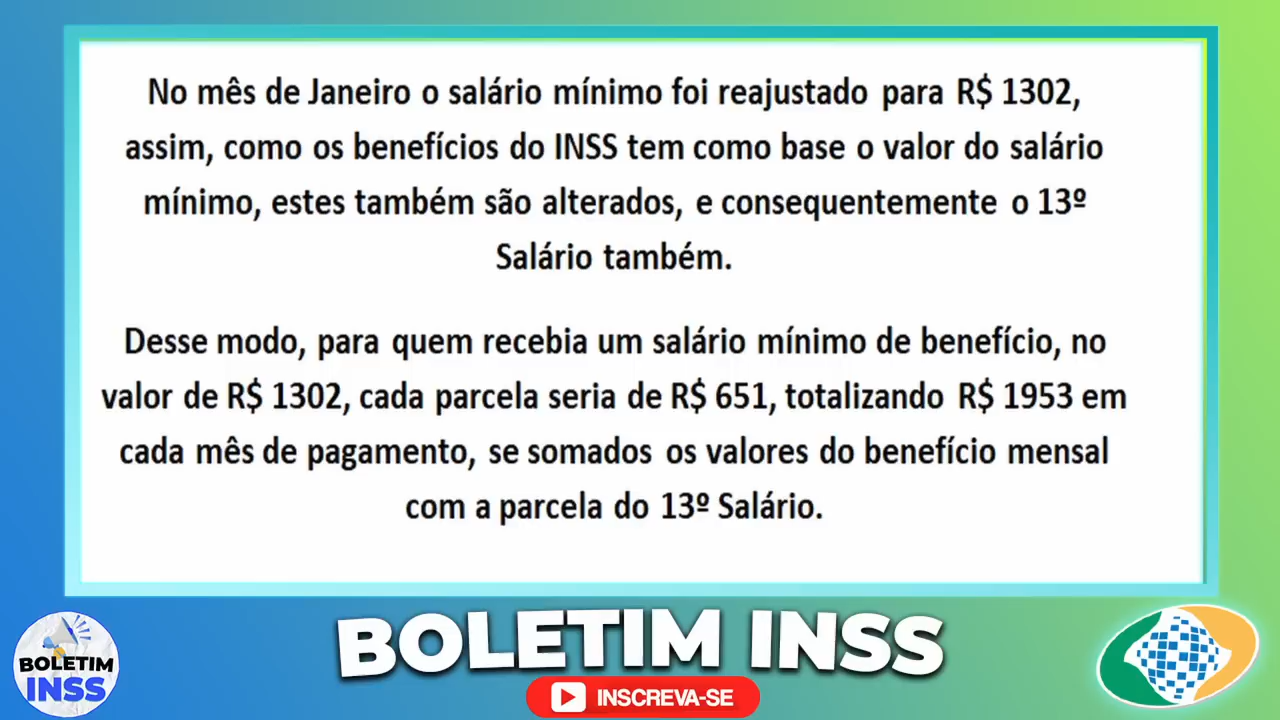 No mês de Janeiro o salário mínimo foi reajustado para R$ 1302,
assim, como os benefícios do INSS tem como base o valor do salário
mínimo, estes também são alterados, e consequentemente o 13º
Salário também.
Desse modo, para quem recebia um salário mínimo de benefício, no
valor de R$ 1302, cada parcela seria de R$ 651, totalizando R$ 1953 em
cada mês de pagamento, se somados os valores do benefício mensal
com a parcela do 13º Salário.
BOLETIM INSS
BOLETIM
INSS
INSCREVA-SE